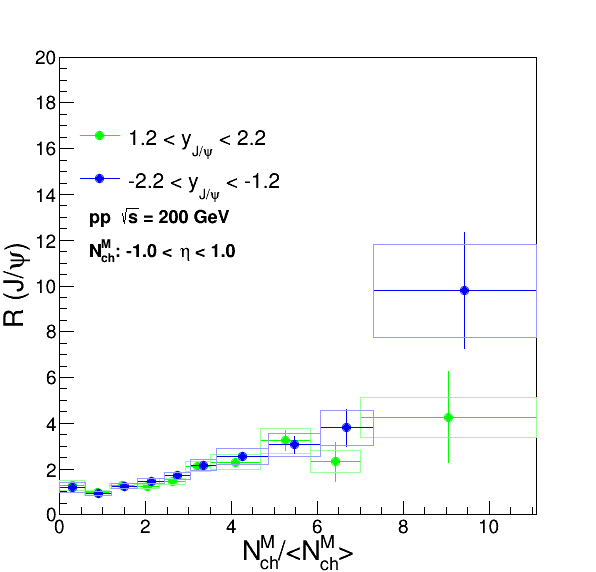 R (J/ψ)
20
18
16
14
12
10
8
6
4
2
0
1.2 < y_J/ψ < 2.2
-2.2 < y_J/ψ < -1.2
pp √s = 200 GeV
N_ch^M: -1.0 < η < 1.0
0 2 4 6 8 10
N_ch^M/<N_ch^M>